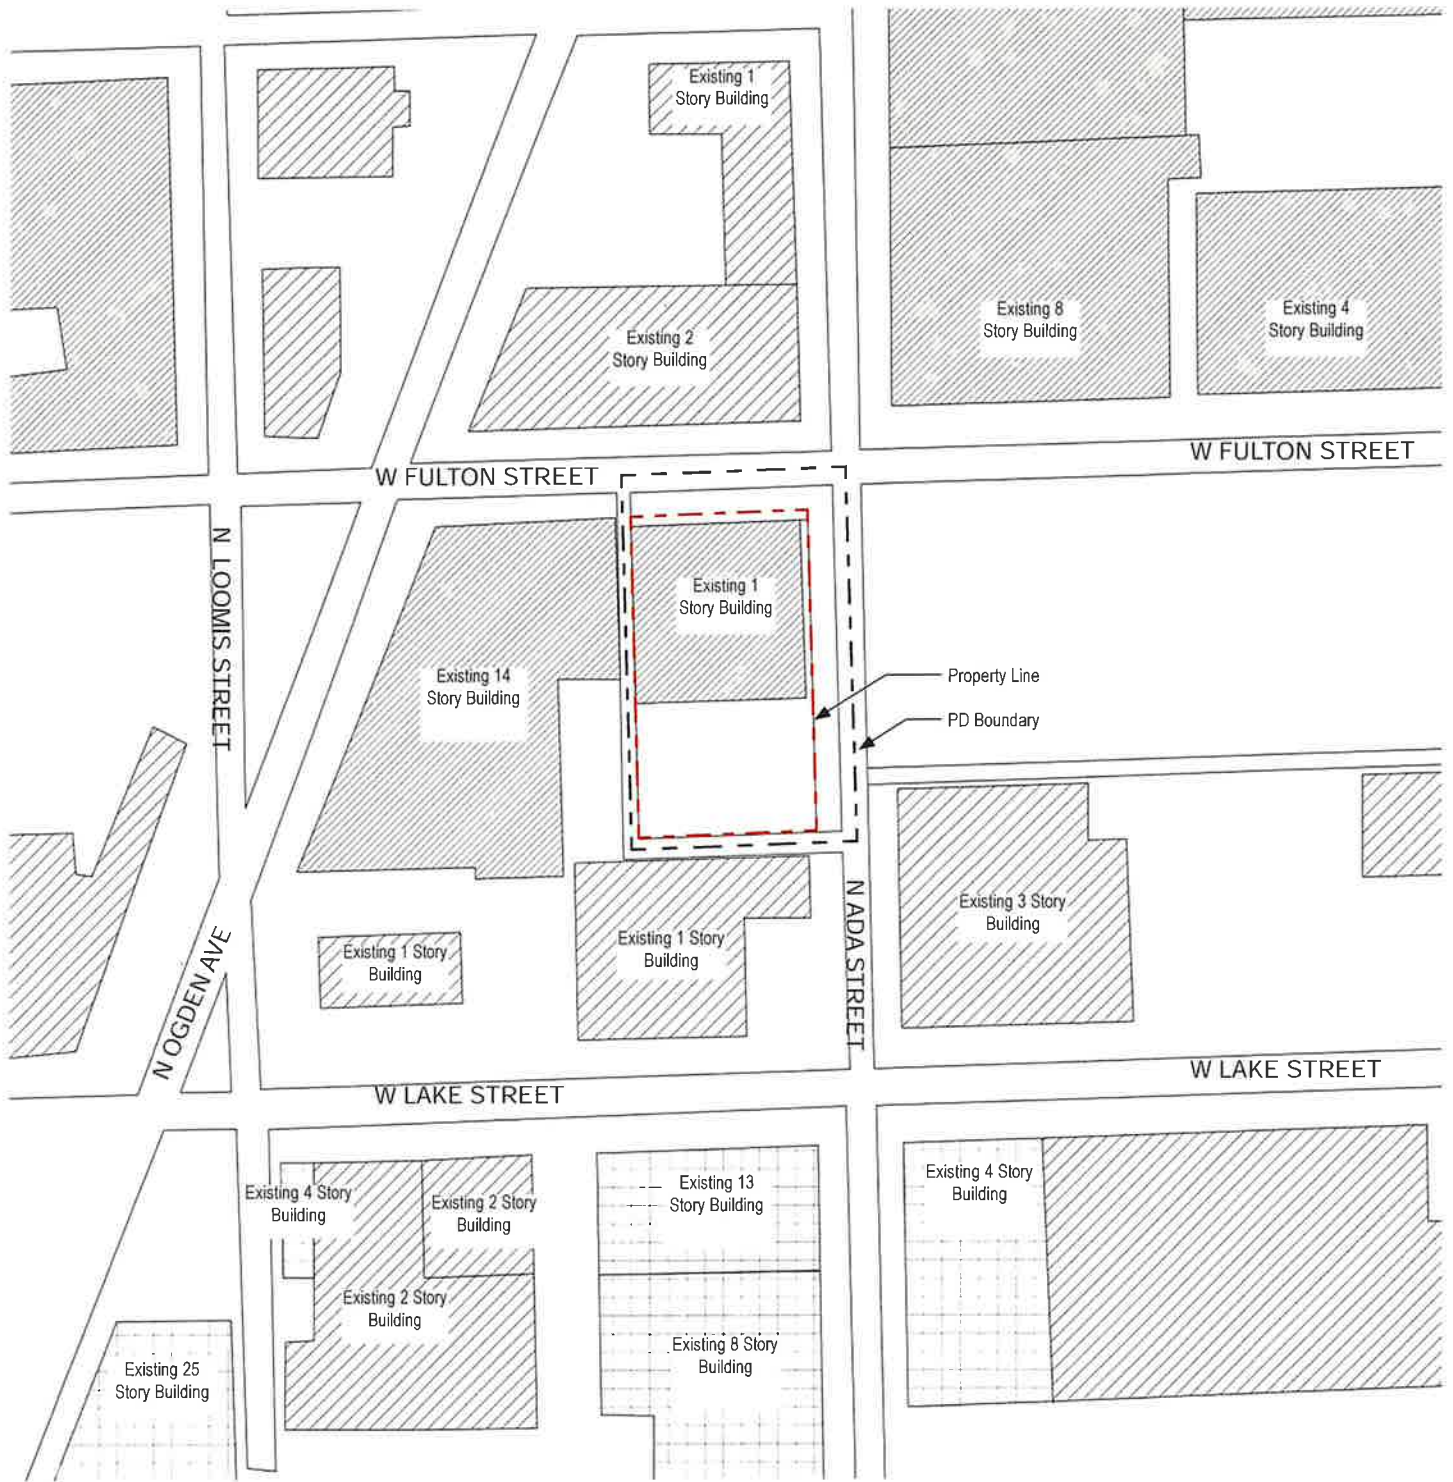 Existing 1
Story Building
Existing 2
Story Building
Existing 8
Story Building
Existing 4
Story Building
W FULTON STREET
W FULTON STREET
N LOOMIS STREET
Existing 1
Story Building
Existing 14
Story Building
Property Line
PD Boundary
N ADA STREET
Existing 3 Story
Building
Existing 1 Story
Building
Existing 1 Story
Building
N OGDEN AVE
W LAKE STREET
W LAKE STREET
Existing 4 Story
Building
Existing 2 Story
Building
Existing 13
Story Building
Existing 4 Story
Building
Existing 2 Story
Building
Existing 8 Story
Building
Existing 25
Story Building